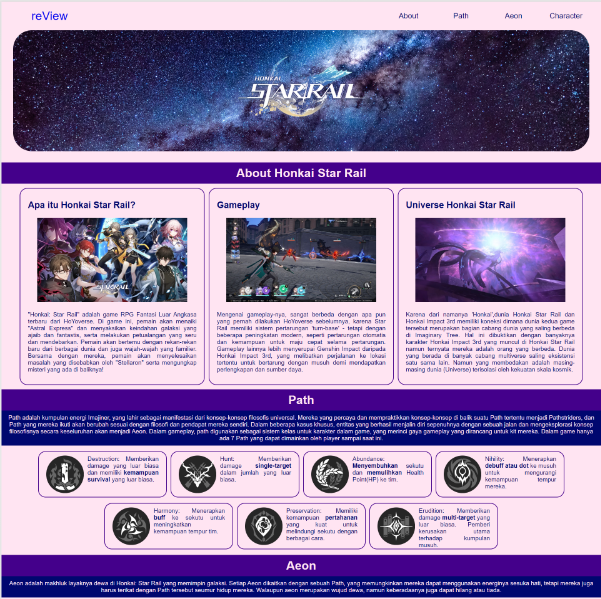 reView
About Path Aeon Character
HONKAI
STAR RAIL
About Honkai Star Rail
Apa itu Honkai Star Rail?
"Honkai: Star Rail" adalah game RPG Fantasi Luar Angkasa
terbaru dari HoYoverse. Di game ini, pemain akan menaiki
"Astral Express" dan menyaksikan keindahan galaksi yang
ajaib dan fantastis, serta melakukan petualangan yang seru
dan mendebarkan. Pemain akan bertemu dengan rekan-rekan
baru dari berbagai dunia dan juga wajah-wajah yang familier.
Bersama dengan mereka, pemain akan menyelesaikan
masalah yang disebabkan oleh "Stellaron" serta mengungkap
misteri yang ada di baliknya!
Gameplay
Mengenai gameplay-nya, sangat berbeda dengan apa pun
yang pernah dilakukan HoYoverse sebelumnya, karena Star
Rail memiliki sistem pertarungan 'turn-base' - tetapi dengan
beberapa peningkatan modern, seperti pertarungan otomatis
dan kemampuan untuk maju cepat selama pertarungan.
Gameplay lainnya lebih menyerupai Genshin Impact daripada
Honkai Impact 3rd, yang melibatkan perjalanan ke lokasi
tertentu untuk bertarung dengan musuh demi mendapatkan
perlengkapan dan sumber daya.
Universe Honkai Star Rail
Karena dari namanya 'Honkai',dunia Honkai Star Rail dan
Honkai Impact 3rd memiliki koneksi dimana dunia kedua game
tersebut merupakan bagian cabang dunia yang saling berbeda
di Imaginary Tree. Hal ini dibuktikan dengan banyaknya
karakter Honkai Impact 3rd yang muncul di Honkai Star Rail
namun ternyata mereka adalah orang yang berbeda. Dunia
yang berada di banyak cabang multiverse saling eksistensi
satu sama lain. Namun yang membedakan adalah masing-
masing dunia (Universe) terisolasi oleh kekuatan skala kosmik.
Path
Path adalah kumpulan energi Imajiner, yang lahir sebagai manifestasi dari konsep-konsep filosofis universal. Mereka yang percaya dan mempraktikkan konsep-konsep di balik suatu Path tertentu menjadi Pathstriders, dan
Path yang mereka ikuti akan berubah sesuai dengan filosofi dan pendapat mereka sendiri. Dalam beberapa kasus khusus, entitas yang berhasil menjalin diri sepenuhnya dengan sebuah jalan dan mengeksplorasi konsep
filosofisnya secara keseluruhan akan menjadi Aeon. Dalam gameplay, path digunakan sebagai sistem kelas untuk karakter dalam game, yang merinci gaya gameplay yang dirancang untuk kit mereka. Dalam game hanya
ada 7 Path yang dapat dimainkan oleh player sampai saat ini.
Destruction: Memberikan
damage yang luar biasa
dan memiliki kemampuan
survival yang luar biasa.
Hunt: Memberikan
damage single-target
dalam jumlah yang luar
biasa.
Abundance:
Menyembuhkan sekutu
dan memulihkan Health
Point(HP) ke tim.
Nihility: Menerapkan
debuff atau dot ke musuh
untuk mengurangi
kemampuan tempur
mereka.
Harmony: Menerapkan
buff ke sekutu untuk
meningkatkan
kemampuan tempur tim.
Preservation: Memiliki
kemampuan pertahanan
yang kuat untuk
melindungi sekutu dengan
berbagai cara.
Erudition: Memberikan
damage multi-target yang
luar biasa. Pemberi
kerusakan utama
terhadap kumpulan
musuh.
Aeon
Aeon adalah makhluk layaknya dewa di Honkai: Star Rail yang memimpin galaksi. Setiap Aeon dikaitkan dengan sebuah Path, yang memungkinkan mereka dapat menggunakan energinya sesuka hati, tetapi mereka juga
harus terikat dengan Path tersebut seumur hidup mereka. Walaupun aeon merupakan wujud dewa, namun keberadaanya juga dapat hilang atau tiada.